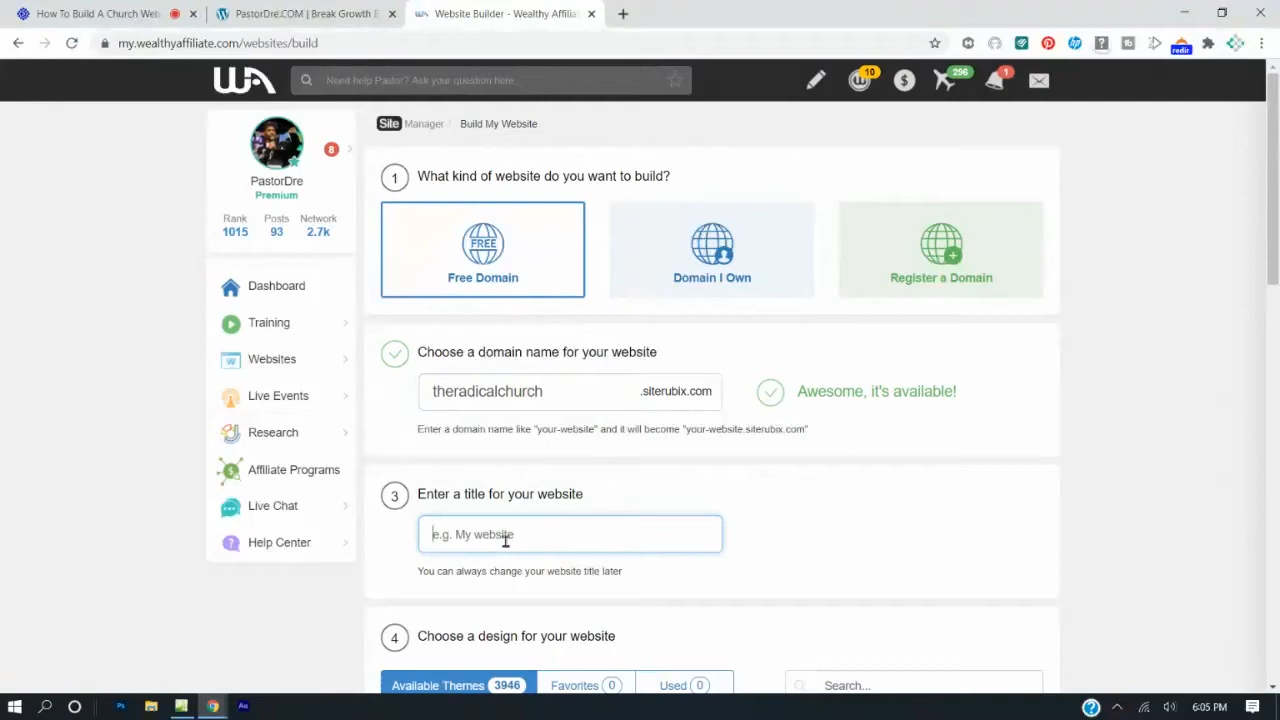 How To Build A Church Web
PastorDre.COM | Break Growth B
Website Builder - Wealthy Affilia
my.wealthyaffiliate.com/websites/build
redir
WA
Need help Pastor? Ask your question here...
10
296
1
8
PastorDre
Premium
Rank Posts Network
1015 93 2.7k
Dashboard
Training
Websites
Live Events
Research
Affiliate Programs
Live Chat
Help Center
Site Manager / Build My Website
1 What kind of website do you want to build?
FREE
Free Domain
Domain I Own
Register a Domain
Choose a domain name for your website
theradicalchurch .siterubix.com
Awesome, it's available!
Enter a domain name like "your-website" and it will become "your-website.siterubix.com"
3 Enter a title for your website
e.g. My website
You can always change your website title later
4 Choose a design for your website
Available Themes 3946
Favorites 0
Used 0
Search...
Ps
Au
6:05 PM